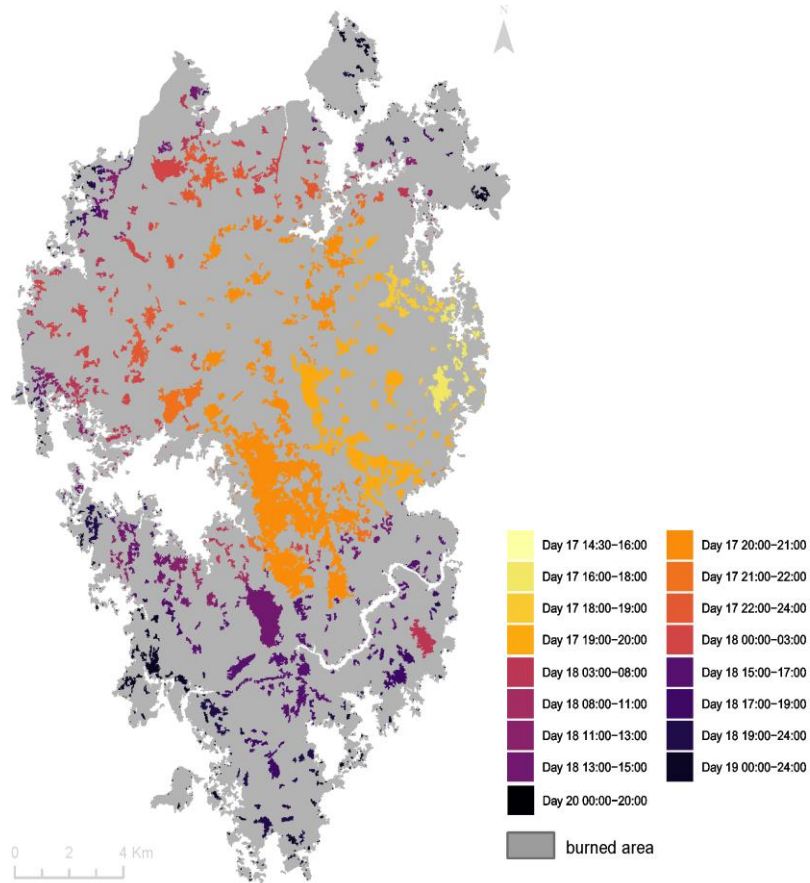 N
Day 17 14:30–16:00
Day 17 16:00–18:00
Day 17 18:00–19:00
Day 17 19:00–20:00
Day 18 03:00–08:00
Day 18 08:00–11:00
Day 18 11:00–13:00
Day 18 13:00–15:00
Day 20 00:00–20:00
Day 17 20:00–21:00
Day 17 21:00–22:00
Day 17 22:00–24:00
Day 18 00:00–03:00
Day 18 15:00–17:00
Day 18 17:00–19:00
Day 18 19:00–24:00
Day 19 00:00–24:00
burned area
0 2 4 Km